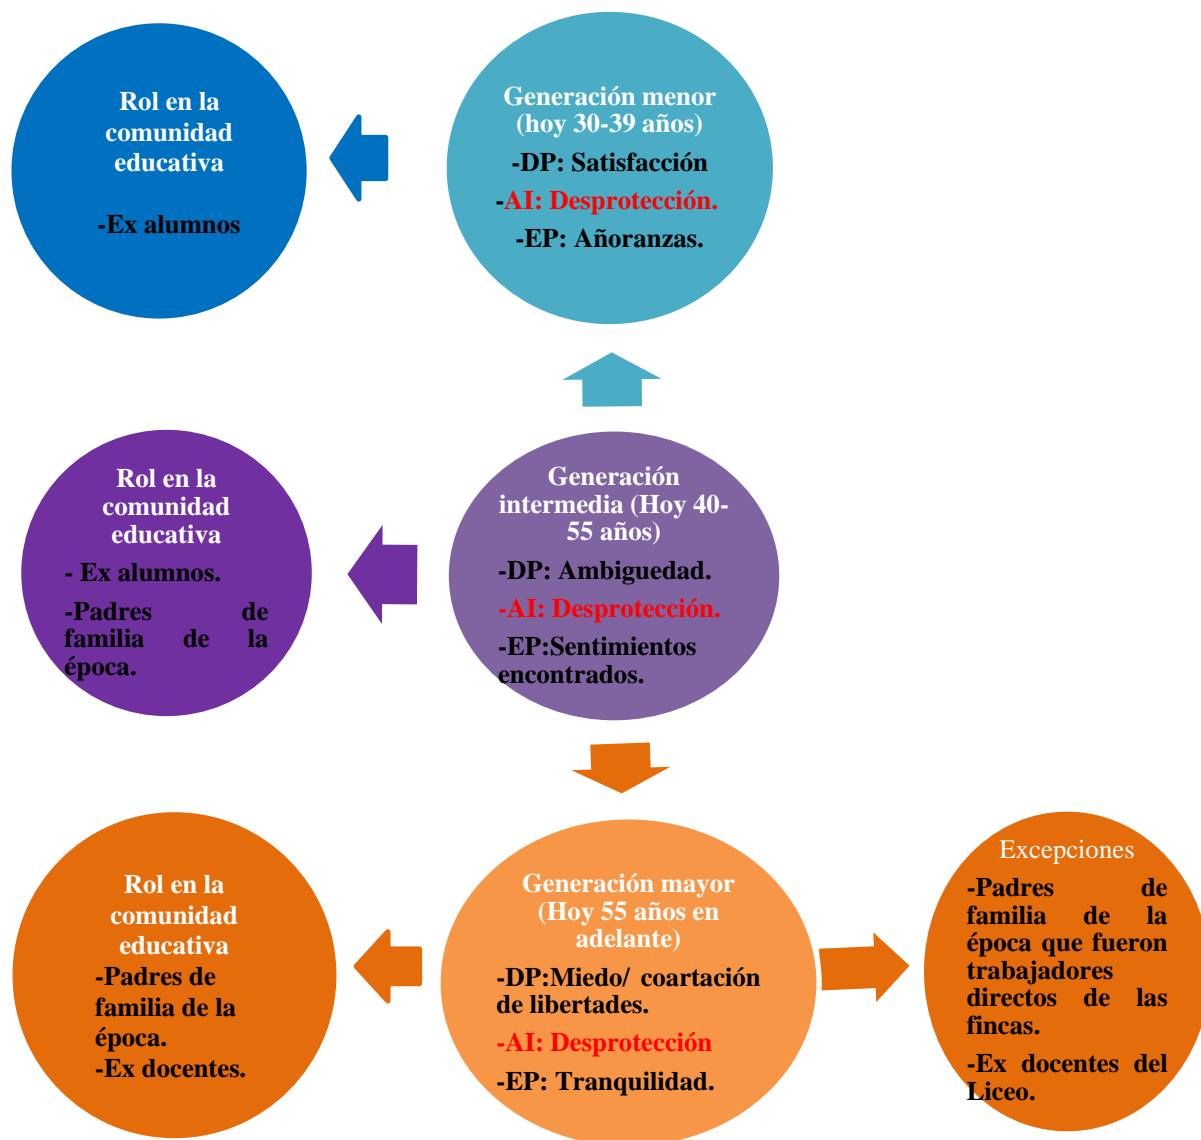 Rol en la
comunidad
educativa
-Ex alumnos
Generación menor
(hoy 30-39 años)
-DP: Satisfacción
-AI: Desprotección.
-EP: Añoranzas.
Rol en la
comunidad
educativa
- Ex alumnos.
-Padres de
familia de la
época.
Generación
intermedia (Hoy 40-
55 años)
-DP: Ambiguedad.
-AI: Desprotección.
-EP:Sentimientos
encontrados.
Rol en la
comunidad
educativa
-Padres de
familia de la
época.
-Ex docentes.
Generación mayor
(Hoy 55 años en
adelante)
-DP:Miedo/ coartación
de libertades.
-AI: Desprotección
-EP: Tranquilidad.
Excepciones
-Padres de
familia de la
época que fueron
trabajadores
directos de las
fincas.
-Ex docentes del
Liceo.